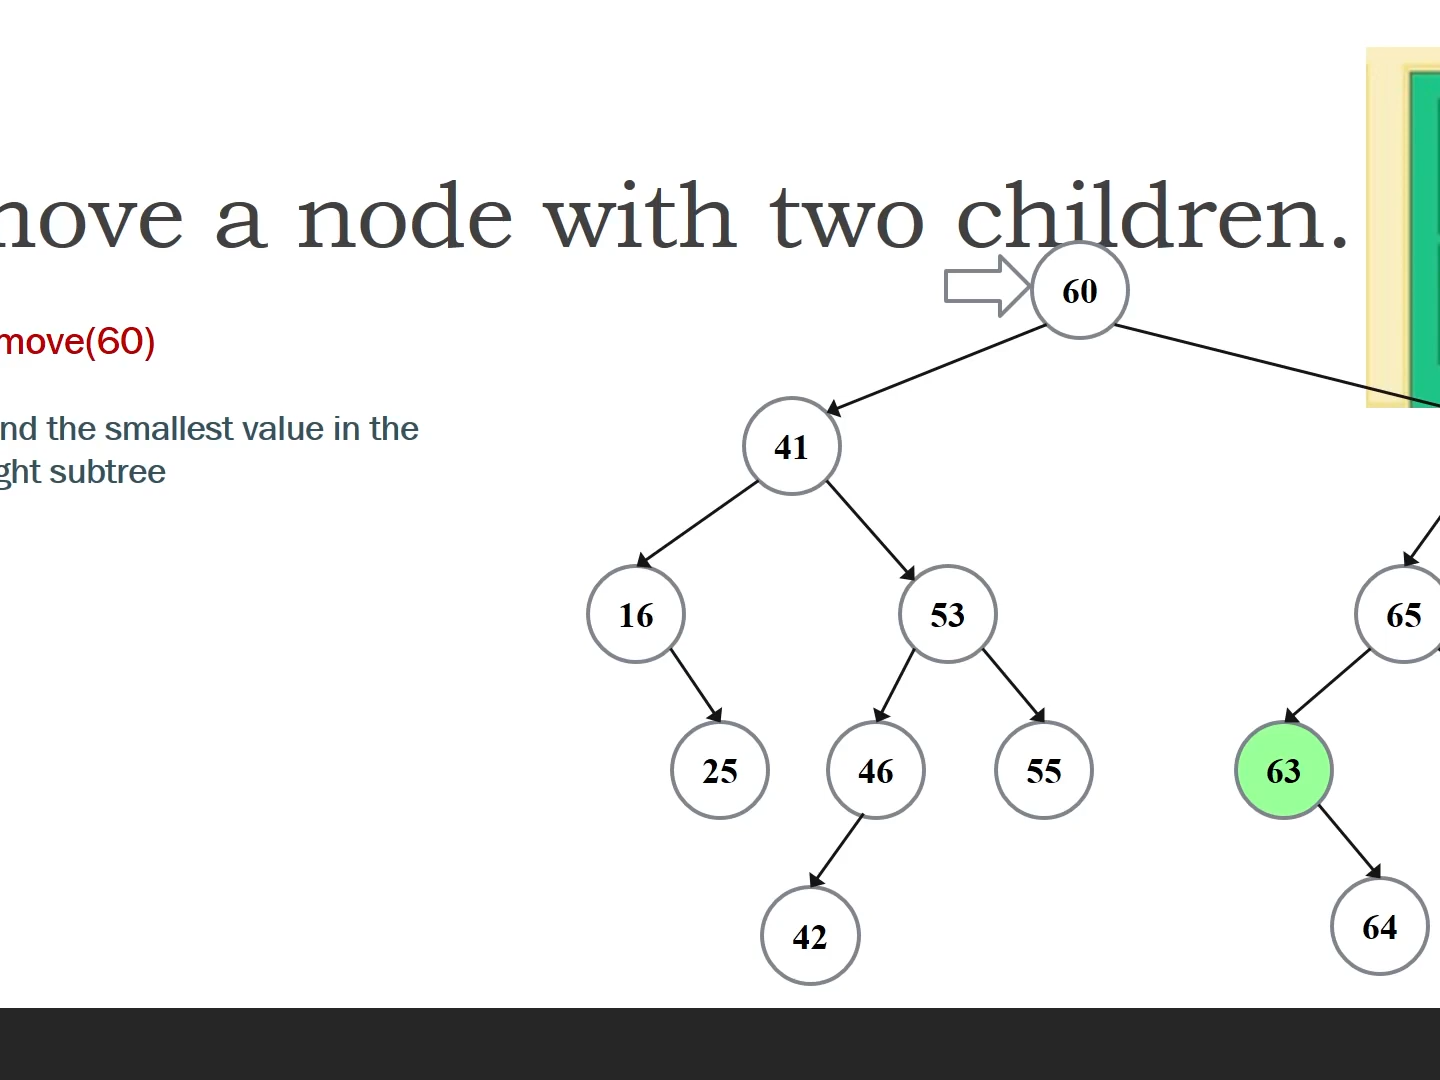 move a node with two children.
60
move(60)
nd the smallest value in the
41
ght subtree
16
53
65
25
46
55
63
42
64